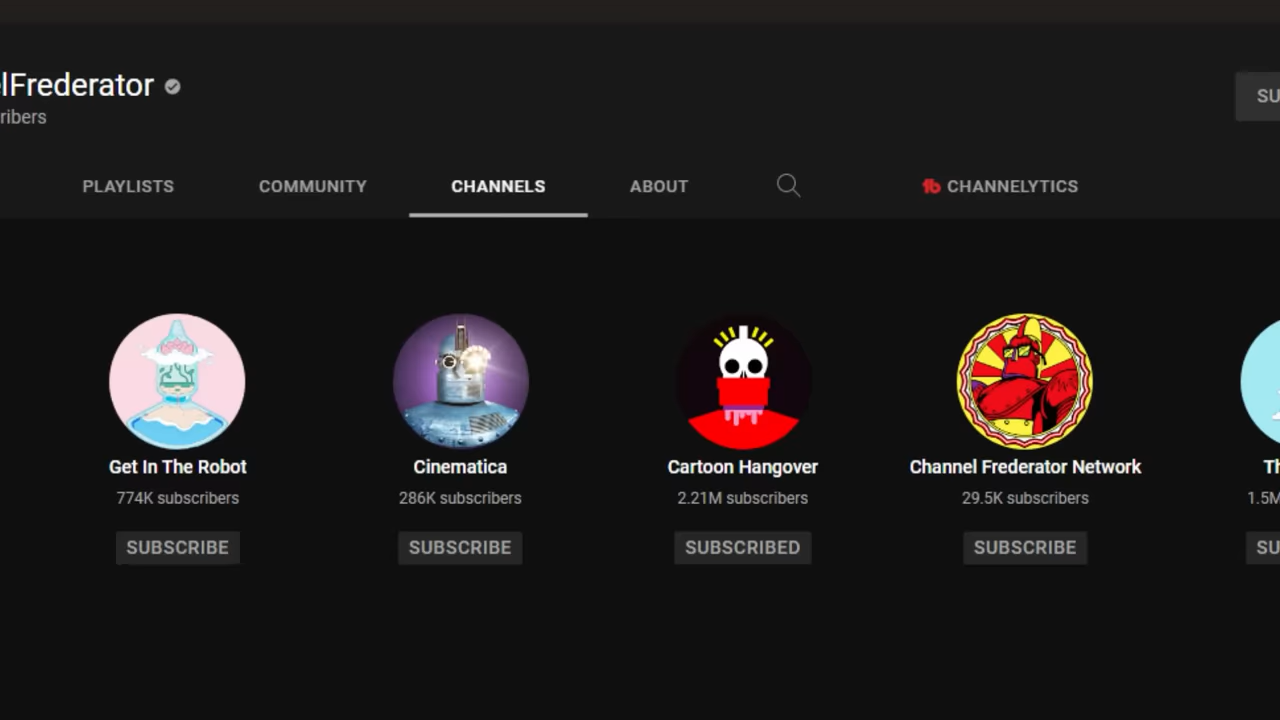 elFrederator
ribers
SU
PLAYLISTS COMMUNITY CHANNELS ABOUT CHANNELYTICS
Get In The Robot Cinematica Cartoon Hangover Channel Frederator Network Th
774K subscribers 286K subscribers 2.21M subscribers 29.5K subscribers 1.5M
SUBSCRIBE SUBSCRIBE SUBSCRIBED SUBSCRIBE SU